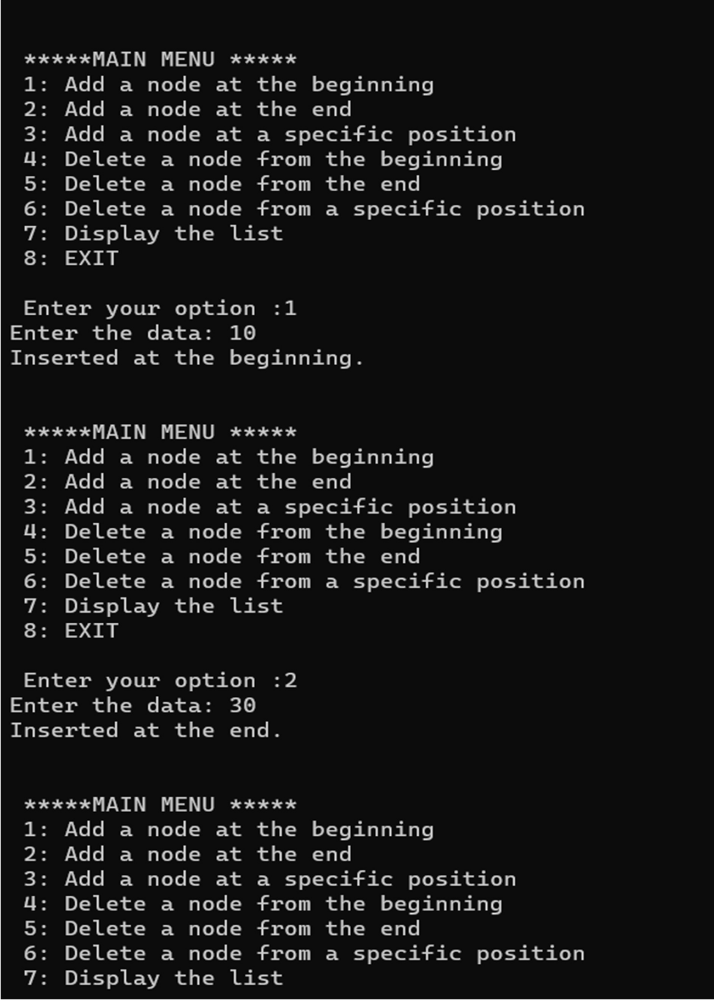 *****MAIN MENU *****
1: Add a node at the beginning
2: Add a node at the end
3: Add a node at a specific position
4: Delete a node from the beginning
5: Delete a node from the end
6: Delete a node from a specific position
7: Display the list
8: EXIT
Enter your option :1
Enter the data: 10
Inserted at the beginning.
*****MAIN MENU *****
1: Add a node at the beginning
2: Add a node at the end
3: Add a node at a specific position
4: Delete a node from the beginning
5: Delete a node from the end
6: Delete a node from a specific position
7: Display the list
8: EXIT
Enter your option :2
Enter the data: 30
Inserted at the end.
*****MAIN MENU *****
1: Add a node at the beginning
2: Add a node at the end
3: Add a node at a specific position
4: Delete a node from the beginning
5: Delete a node from the end
6: Delete a node from a specific position
7: Display the list